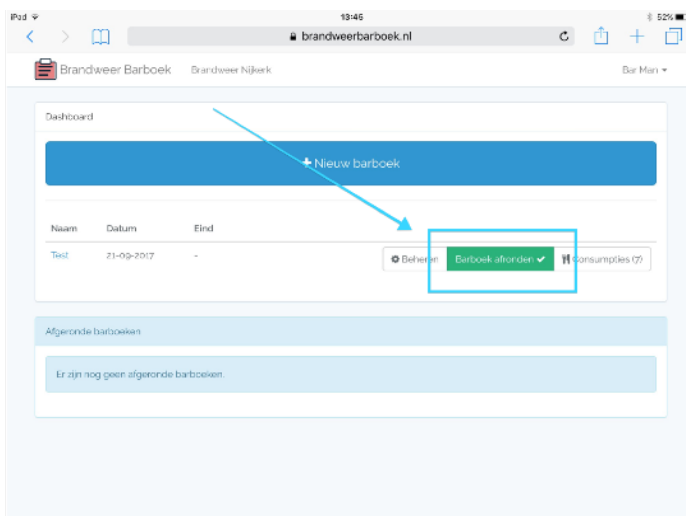 iPad 13:46 52%
brandweerbarboek.nl
Brandweer Barboek Brandweer Nijkerk Bar Man
Dashboard
+ Nieuw barboek
Naam Datum Eind
Test 21-09-2017 - Beheren Barboek afronden ✔ Consumpties (7)
Afgeronde barboeken
Er zijn nog geen afgeronde barboeken.